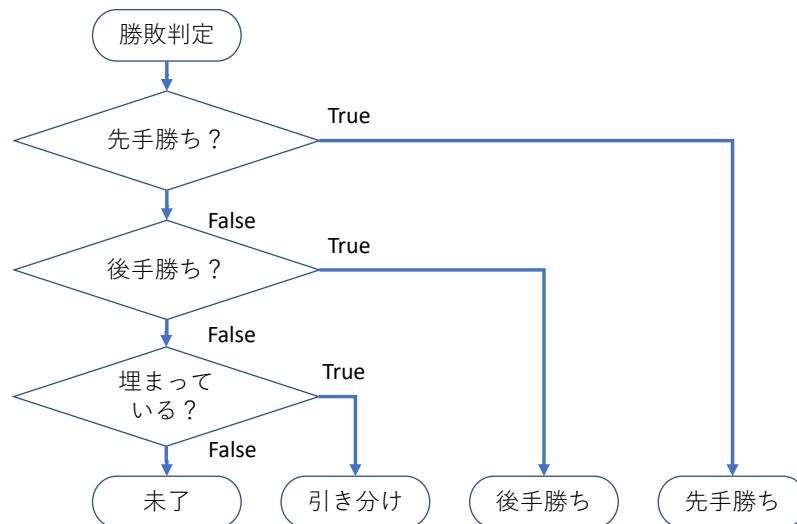 勝敗判定
True
先手勝ち？
False
True
後手勝ち？
False
True
埋まって
いる？
False
未了
引き分け
後手勝ち
先手勝ち